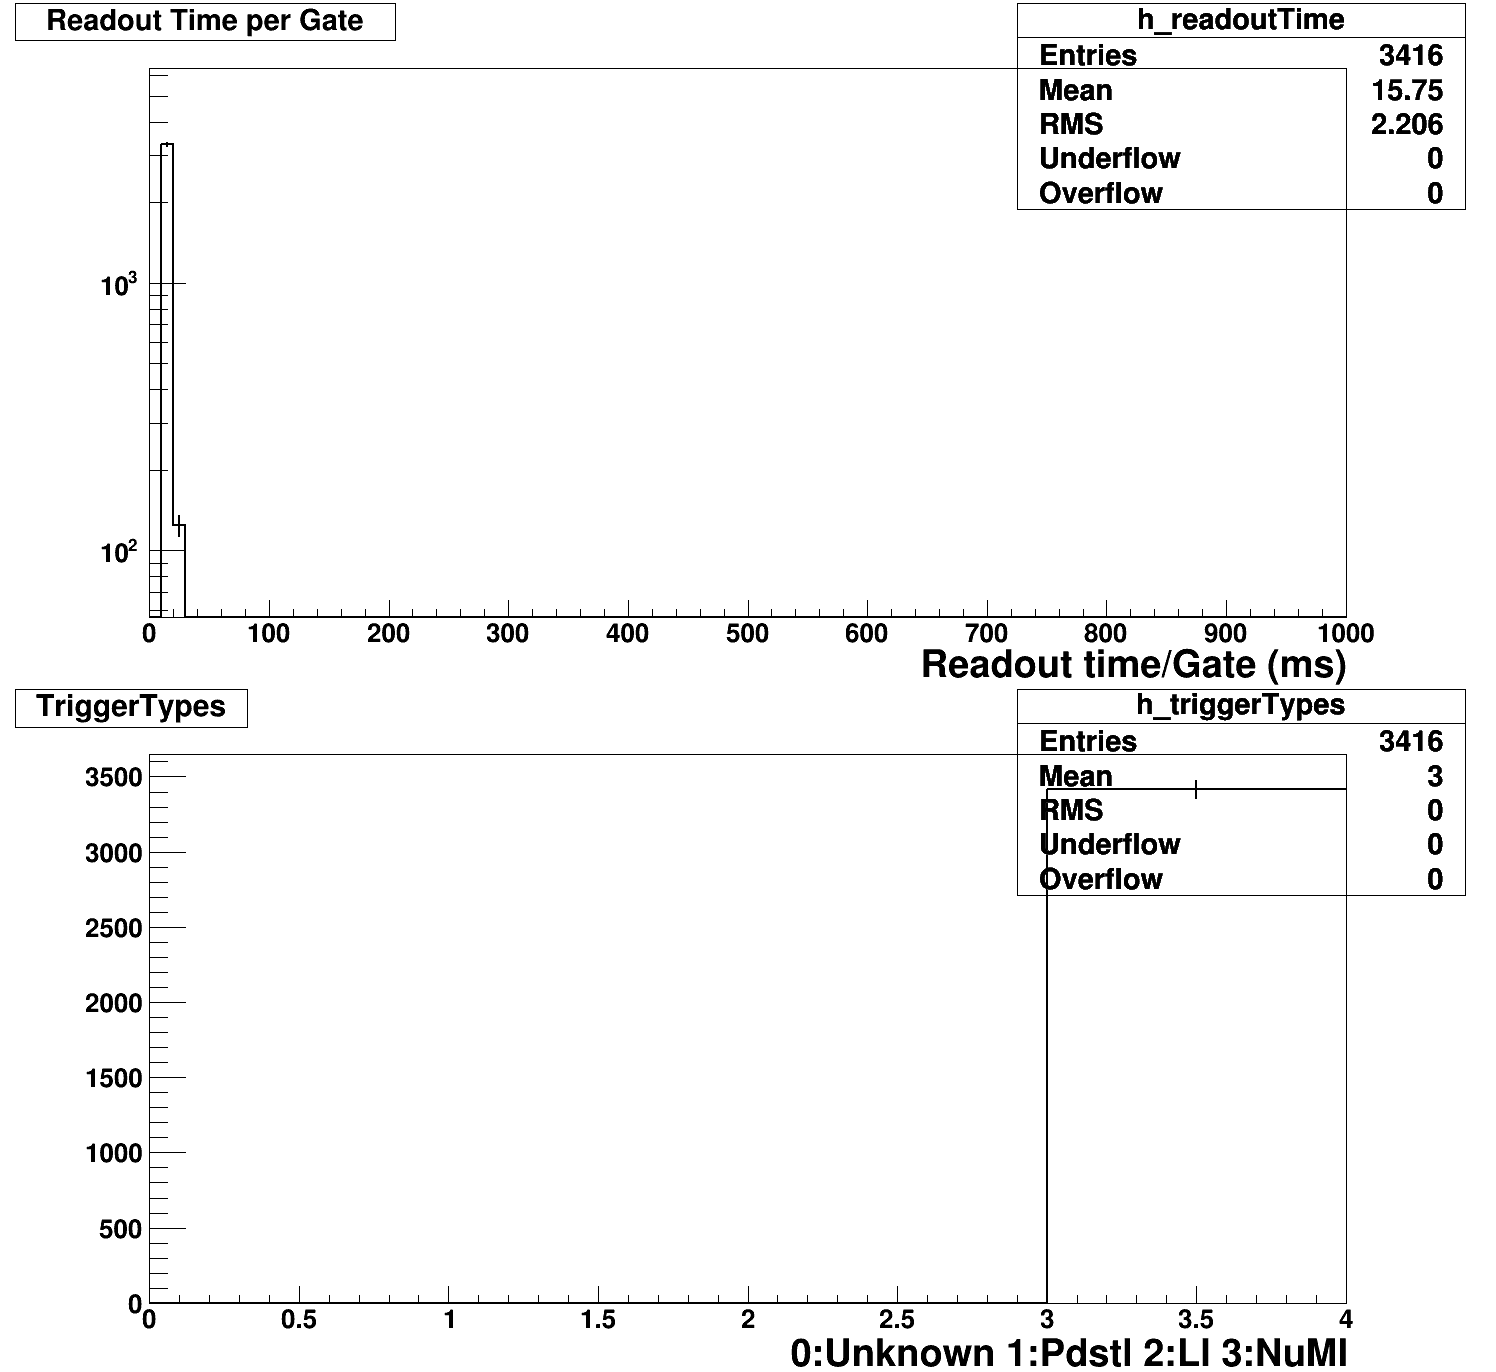 Readout Time per Gate
h_readoutTime
Entries 3416
Mean 15.75
RMS 2.206
Underflow 0
Overflow 0
10³
10²
0 100 200 300 400 500 600 700 800 900 1000
Readout time/Gate (ms)
TriggerTypes
h_triggerTypes
Entries 3416
Mean 3
RMS 0
Underflow 0
Overflow 0
3500
3000
2500
2000
1500
1000
500
0
0 0.5 1 1.5 2 2.5 3 3.5 4
0:Unknown 1:Pdstl 2:LI 3:NuMI